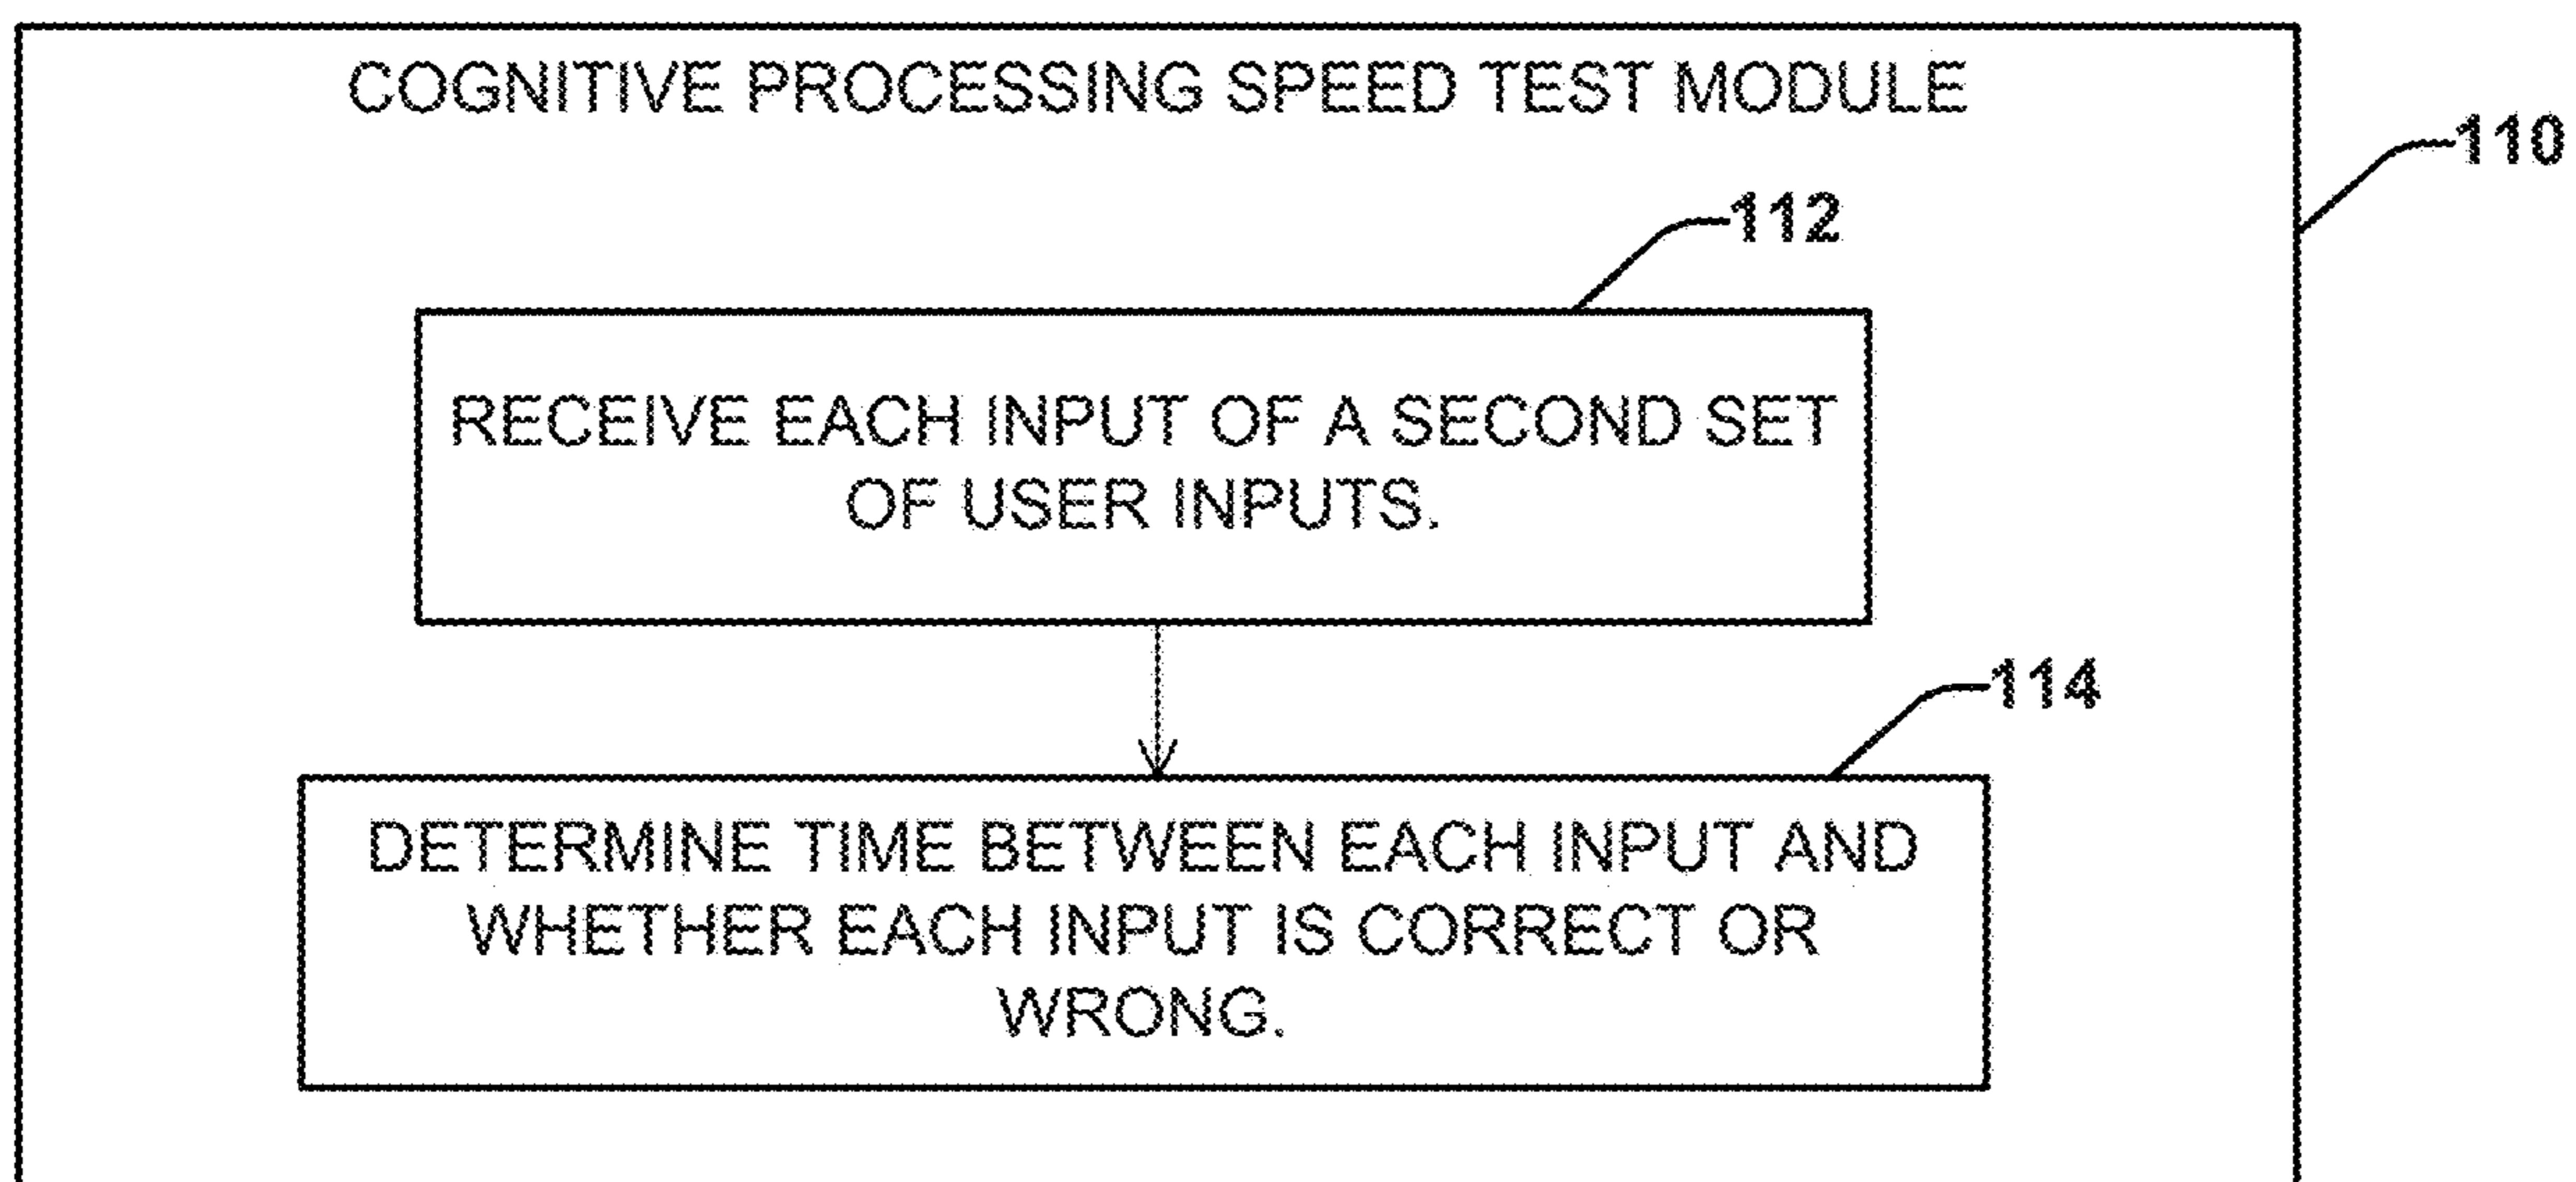 COGNITIVE PROCESSING SPEED TEST MODULE
110
112
RECEIVE EACH INPUT OF A SECOND SET
OF USER INPUTS.
114
DETERMINE TIME BETWEEN EACH INPUT AND
WHETHER EACH INPUT IS CORRECT OR
WRONG.